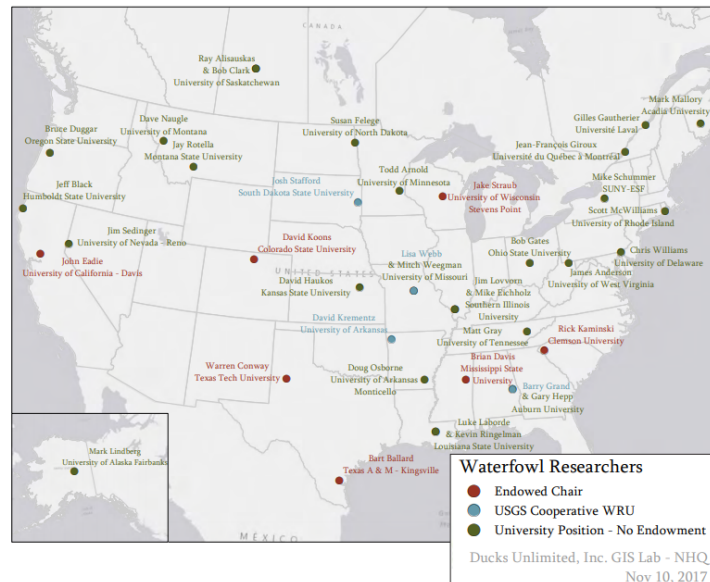 CANADA
Ray Alisauskas
& Bob Clark
University of Saskatchewan
Mark Mallory
Acadia University
Gilles Gautherier
Université Laval
Dave Naugle
University of Montana
Jay Rotella
Montana State University
Susan Felege
University of North Dakota
Bruce Duggar
Oregon State University
Jean-François Giroux
Université du Québec à Montréal
Todd Arnold
University of Minnesota
Mike Schummer
SUNY-ESF
Josh Stafford
South Dakota State University
Jake Straub
University of Wisconsin
Stevens Point
Jeff Black
Humboldt State University
Scott McWilliams
University of Rhode Island
Jim Sedinger
University of Nevada - Reno
David Koons
Colorado State University
Bob Gates
Ohio State University
Chris Williams
University of Delaware
John Eadie
University of California - Davis
UNITED STATES
Lisa Webb
& Mitch Weegman
University of Missouri
James Anderson
University of West Virginia
David Haukos
Kansas State University
Jim Lovvorn
& Mike Eichholz
Southern Illinois
University
David Krementz
University of Arkansas
Matt Gray
University of Tennessee
Rick Kaminski
Clemson University
Warren Conway
Texas Tech University
Doug Osborne
University of Arkansas
Monticello
Brian Davis
Mississippi State
University
Barry Grand
& Gary Hepp
Auburn University
Luke Laborde
& Kevin Ringelman
Louisiana State University
Mark Lindberg
University of Alaska Fairbanks
Bart Ballard
Texas A & M - Kingsville
MÉXICO
Waterfowl Researchers
Endowed Chair
USGS Cooperative WRU
University Position - No Endowment
Ducks Unlimited, Inc. GIS Lab - NHQ
Nov 10, 2017